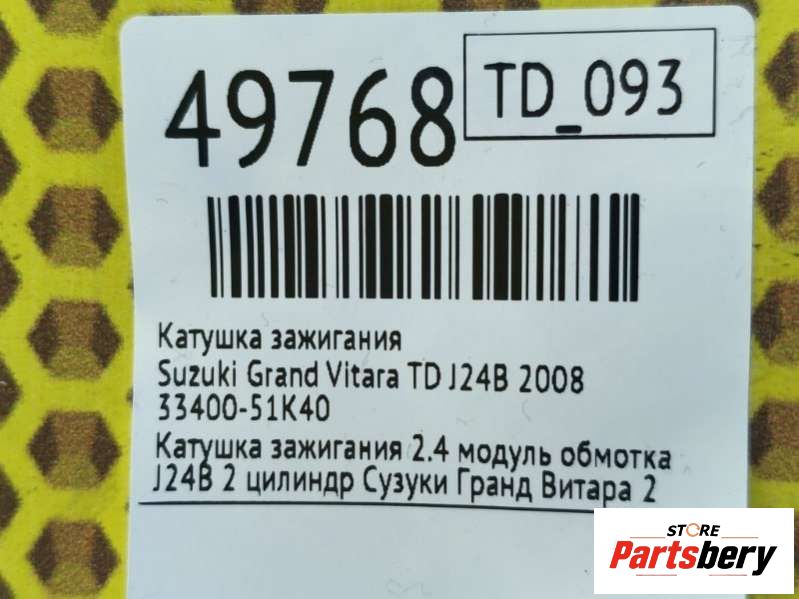 49768
TD_093
Катушка зажигания
Suzuki Grand Vitara TD J24B 2008
33400-51K40
Катушка зажигания 2.4 модуль обмотка
J24B 2 цилиндр Сузуки Гранд Витара 2
STORE
Partsbery